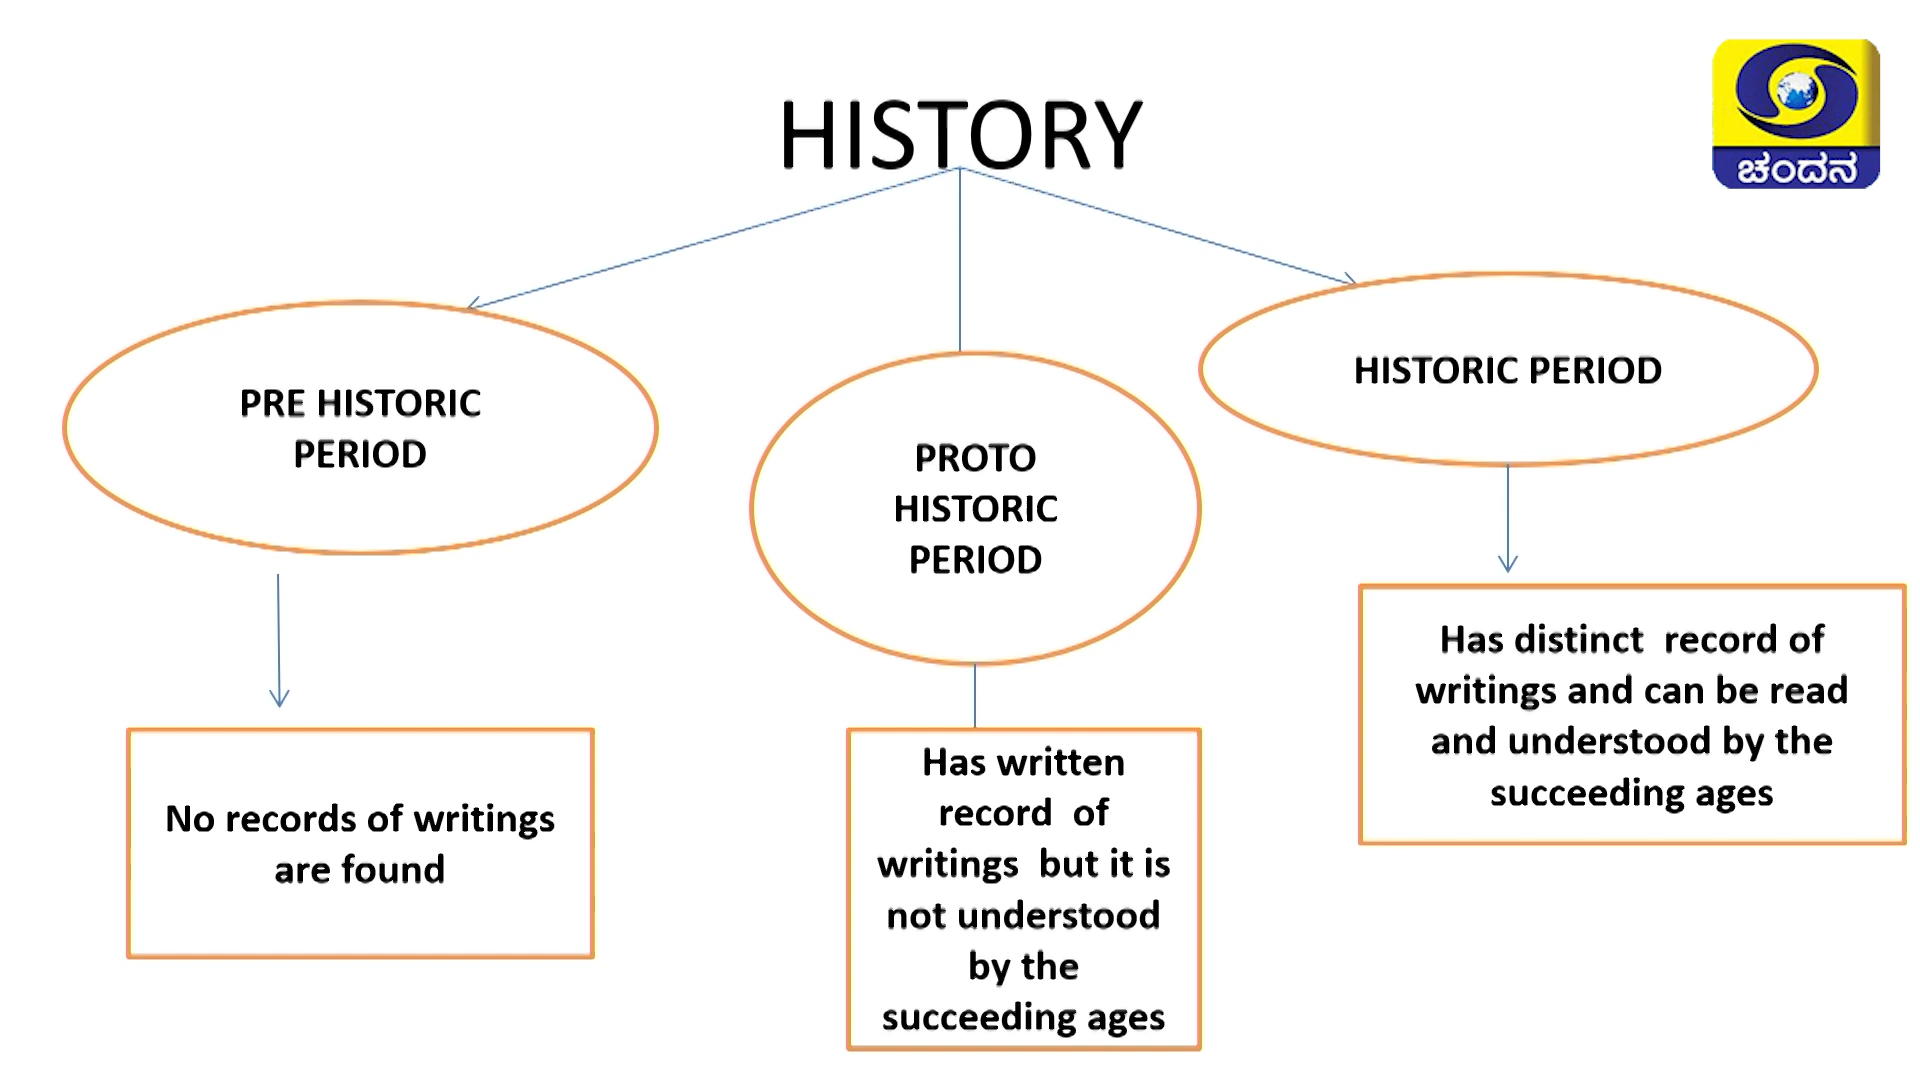 HISTORY
ಚಂದನ
PRE HISTORIC
PERIOD
PROTO
HISTORIC
PERIOD
HISTORIC PERIOD
No records of writings
are found
Has written
record of
writings but it is
not understood
by the
succeeding ages
Has distinct record of
writings and can be read
and understood by the
succeeding ages